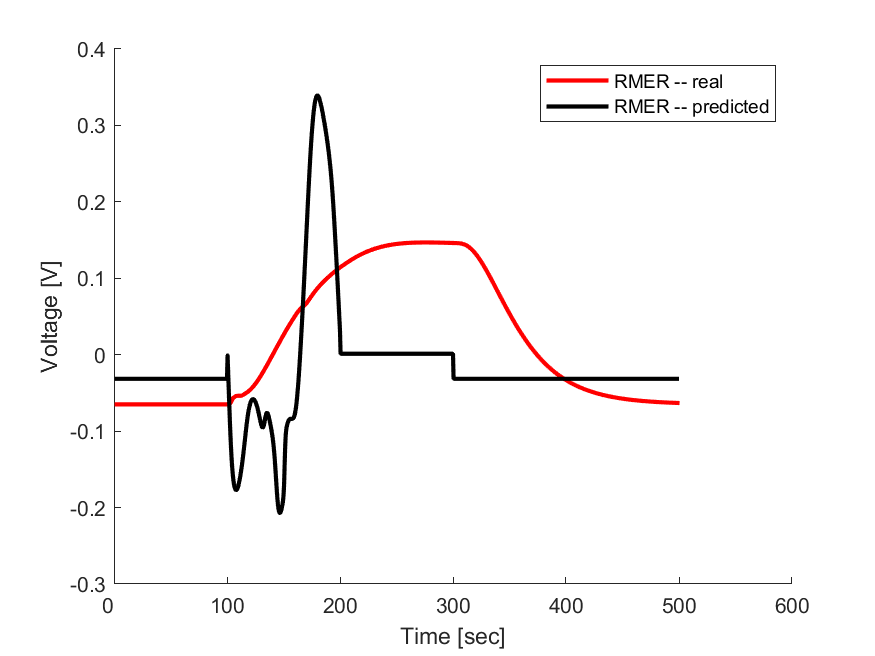 0.4
0.3
0.2
0.1
0
-0.1
-0.2
-0.3
Voltage [V]
RMER -- real
RMER -- predicted
0 100 200 300 400 500 600
Time [sec]